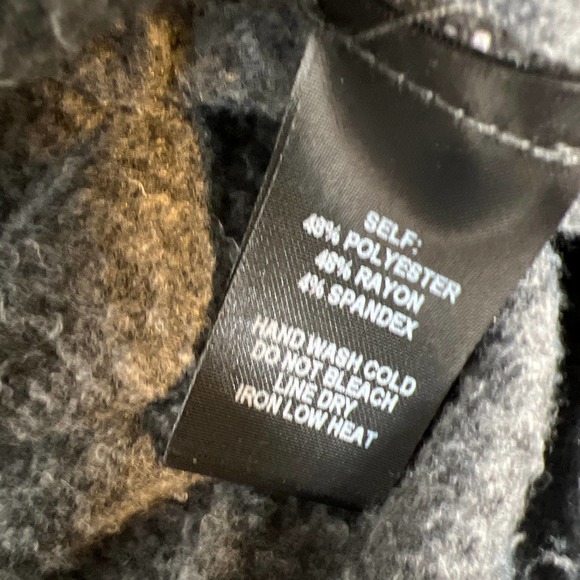 SELF:
48% POLYESTER
48% RAYON
4% SPANDEX
HAND WASH COLD
DO NOT BLEACH
LINE DRY
IRON LOW HEAT